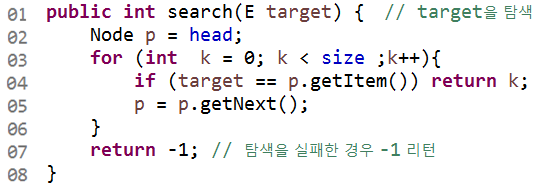 01 public int search(E target) { // target을 탐색
02     Node p = head;
03     for (int  k = 0; k < size ;k++){
04         if (target == p.getItem()) return k;
05         p = p.getNext();
06     }
07     return -1; // 탐색을 실패한 경우 -1 리턴
08 }